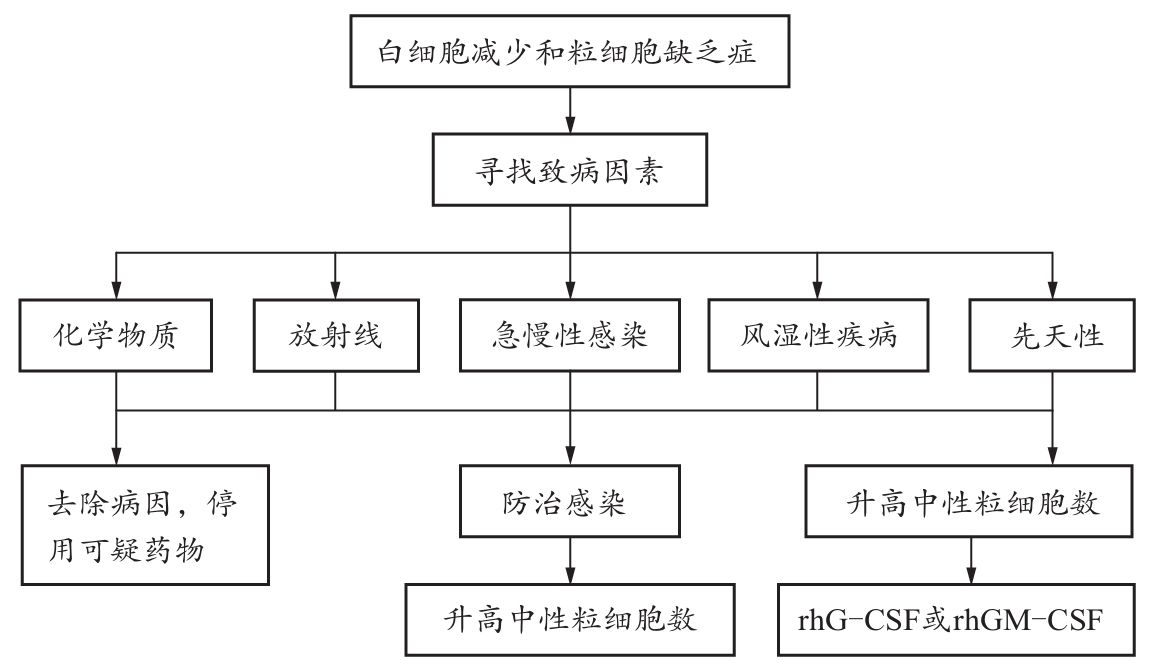 白细胞减少和粒细胞缺乏症
寻找致病因素
化学物质
放射线
急慢性感染
风湿性疾病
先天性
去除病因，停
用可疑药物
防治感染
升高中性粒细胞数
升高中性粒细胞数
rhG-CSF或rhGM-CSF